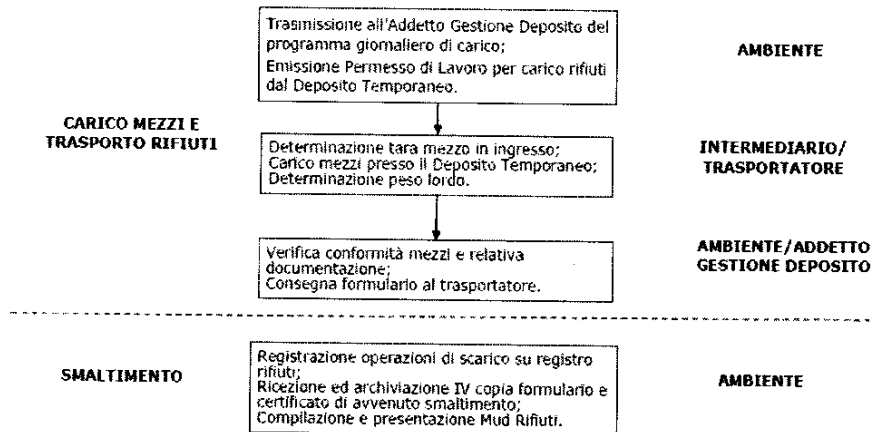 Trasmissione all'Addetto Gestione Deposito del
programma giornaliero di carico;
Emissione Permesso di Lavoro per carico rifiuti
dal Deposito Temporaneo.
AMBIENTE
CARICO MEZZI E
TRASPORTO RIFIUTI
Determinazione tara mezzo in ingresso;
Carico mezzi presso il Deposito Temporaneo;
Determinazione peso lordo.
INTERMEDIARIO/
TRASPORTATORE
Verifica conformità mezzi e relativa
documentazione;
Consegna formulario al trasportatore.
AMBIENTE/ADDETTO
GESTIONE DEPOSITO
SMALTIMENTO
Registrazione operazioni di scarico su registro
rifiuti;
Ricezione ed archiviazione IV copia formulario e
certificato di avvenuto smaltimento;
Compilazione e presentazione Mud Rifiuti.
AMBIENTE